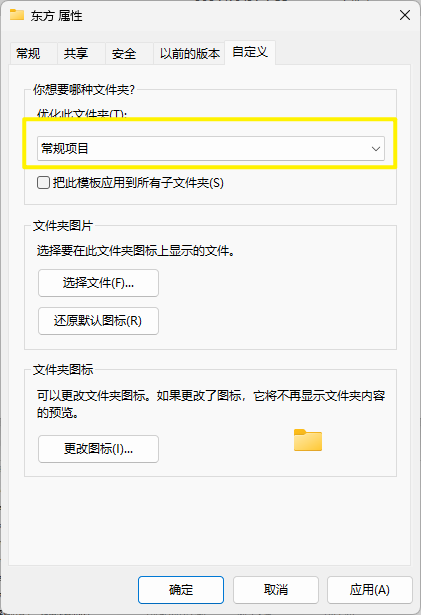 东方 属性
常规 共享 安全 以前的版本 自定义
你想要哪种文件夹?
优化此文件夹(T):
常规项目
把此模板应用到所有子文件夹(S)
文件夹图片
选择要在此文件夹图标上显示的文件。
选择文件(F)...
还原默认图标(R)
文件夹图标
可以更改文件夹图标。如果更改了图标，它将不再显示文件夹内容
的预览。
更改图标(I)...
确定 取消 应用(A)